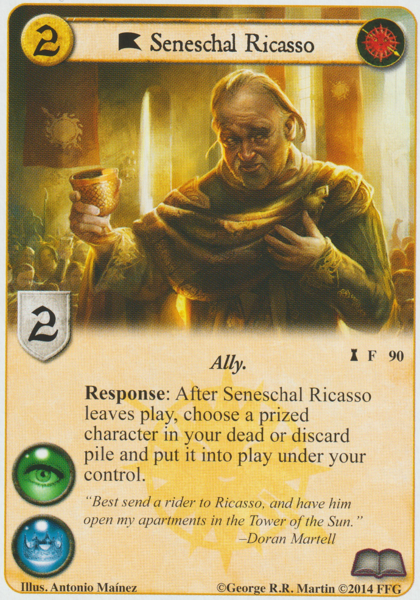 2 Seneschal Ricasso
2
F 90
Ally.
Response: After Seneschal Ricasso
leaves play, choose a prized
character in your dead or discard
pile and put it into play under your
control.
“Best send a rider to Ricasso, and have him
open my apartments in the Tower of the Sun.”
–Doran Martell
Illus. Antonio Maínez ©George R.R. Martin ©2014 FFG